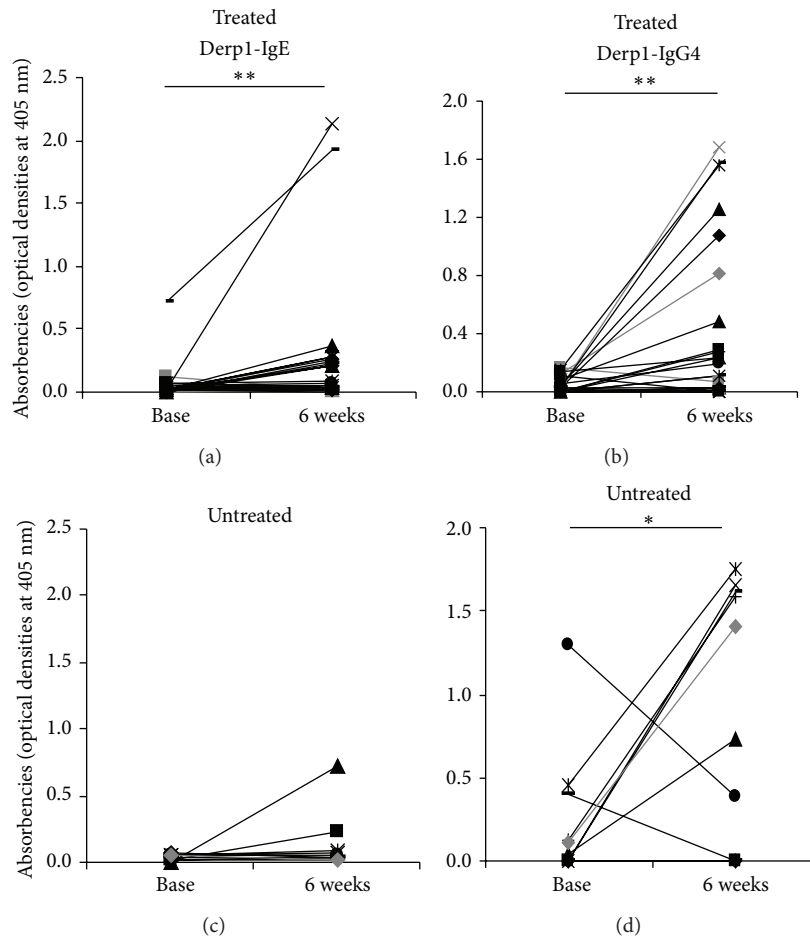 Treated
Derp1-IgE
**
Absorbencies (optical densities at 405 nm)
2.5
2.0
1.5
1.0
0.5
0.0
Base 6 weeks
(a)
Treated
Derp1-IgG4
**
2.0
1.6
1.2
0.8
0.4
0.0
Base 6 weeks
(b)
Untreated
Absorbencies (optical densities at 405 nm)
2.5
2.0
1.5
1.0
0.5
0.0
Base 6 weeks
(c)
Untreated
*
2.0
1.5
1.0
0.5
0.0
Base 6 weeks
(d)